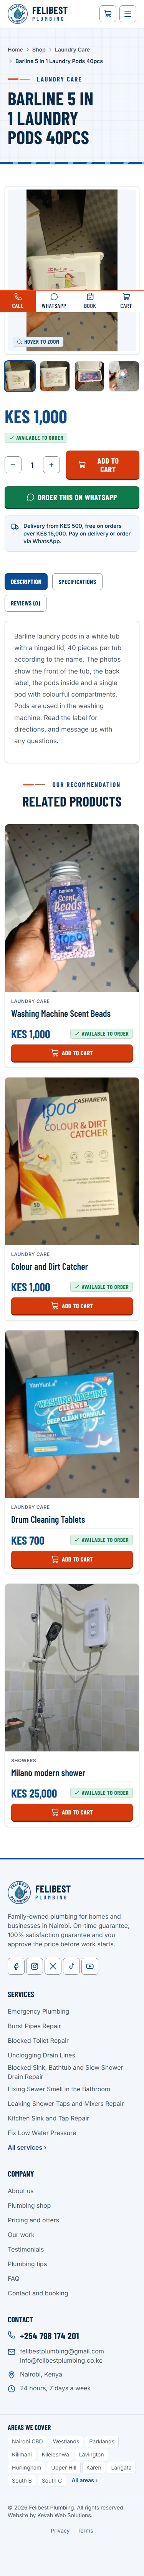 FELIBEST
PLUMBING
Home > Shop > Laundry Care
> Barline 5 in 1 Laundry Pods 40pcs
LAUNDRY CARE
BARLINE 5 IN
1 LAUNDRY
PODS 40PCS
CALL
WHATSAPP
BOOK
CART
HOVER TO ZOOM
KES 1,000
AVAILABLE TO ORDER
− 1 +
ADD TO
CART
ORDER THIS ON WHATSAPP
Delivery from KES 500, free on orders
over KES 15,000. Pay on delivery or order
via WhatsApp.
DESCRIPTION
SPECIFICATIONS
REVIEWS (0)
Barline laundry pods in a white tub
with a hinged lid, 40 pieces per tub
according to the name. The photos
show the front of the tub, the back
label, the pods inside and a single
pod with colourful compartments.
Pods are used in the washing
machine. Read the label for
directions, and message us with
any questions.
OUR RECOMMENDATION
RELATED PRODUCTS
Scent
Beads
LAUNDRY CARE
Washing Machine Scent Beads
KES 1,000
AVAILABLE TO ORDER
ADD TO CART
CASHAREYA
COLOUR &
DIRT
CATCHER
50
LAUNDRY CARE
Colour and Dirt Catcher
KES 1,000
AVAILABLE TO ORDER
ADD TO CART
YanYunLa
WASHING MACHINE
CLEANER
DEEP CLEAN FORMULA
LAUNDRY CARE
Drum Cleaning Tablets
KES 700
AVAILABLE TO ORDER
ADD TO CART
SHOWERS
Milano modern shower
KES 25,000
AVAILABLE TO ORDER
ADD TO CART
FELIBEST
PLUMBING
Family-owned plumbing for homes and
businesses in Nairobi. On-time guarantee,
100% satisfaction guarantee and you
approve the price before work starts.
SERVICES
Emergency Plumbing
Burst Pipes Repair
Blocked Toilet Repair
Unclogging Drain Lines
Blocked Sink, Bathtub and Slow Shower
Drain Repair
Fixing Sewer Smell in the Bathroom
Leaking Shower Taps and Mixers Repair
Kitchen Sink and Tap Repair
Fix Low Water Pressure
All services ›
COMPANY
About us
Plumbing shop
Pricing and offers
Our work
Testimonials
Plumbing tips
FAQ
Contact and booking
CONTACT
+254 798 174 201
felibestplumbing@gmail.com
info@felibestplumbing.co.ke
Nairobi, Kenya
24 hours, 7 days a week
AREAS WE COVER
Nairobi CBD
Westlands
Parklands
Kilimani
Kileleshwa
Lavington
Hurlingham
Upper Hill
Karen
Langata
South B
South C
All areas ›
© 2026 Felibest Plumbing. All rights reserved.
Website by Kevah Web Solutions.
Privacy
Terms